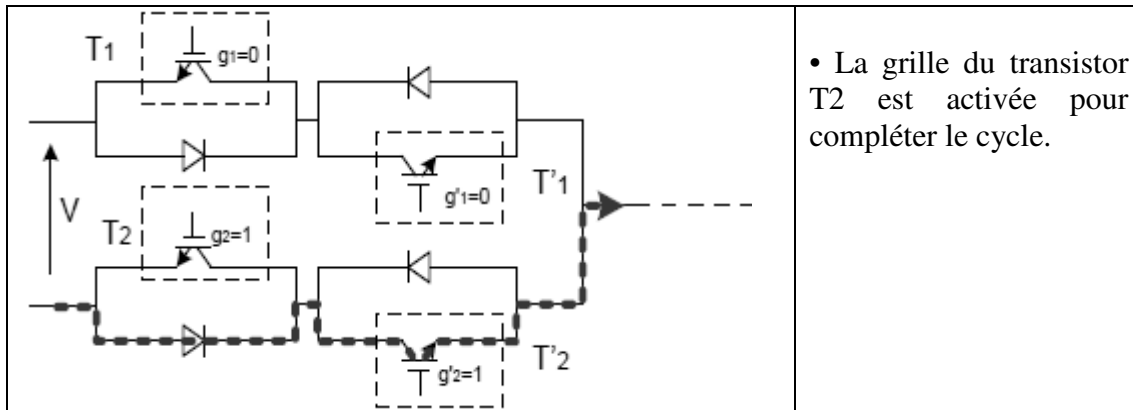 T1
g1=0
g'1=0
T'1
V
T2
g2=1
g'2=1
T'2
• La grille du transistor
T2 est activée pour
compléter le cycle.